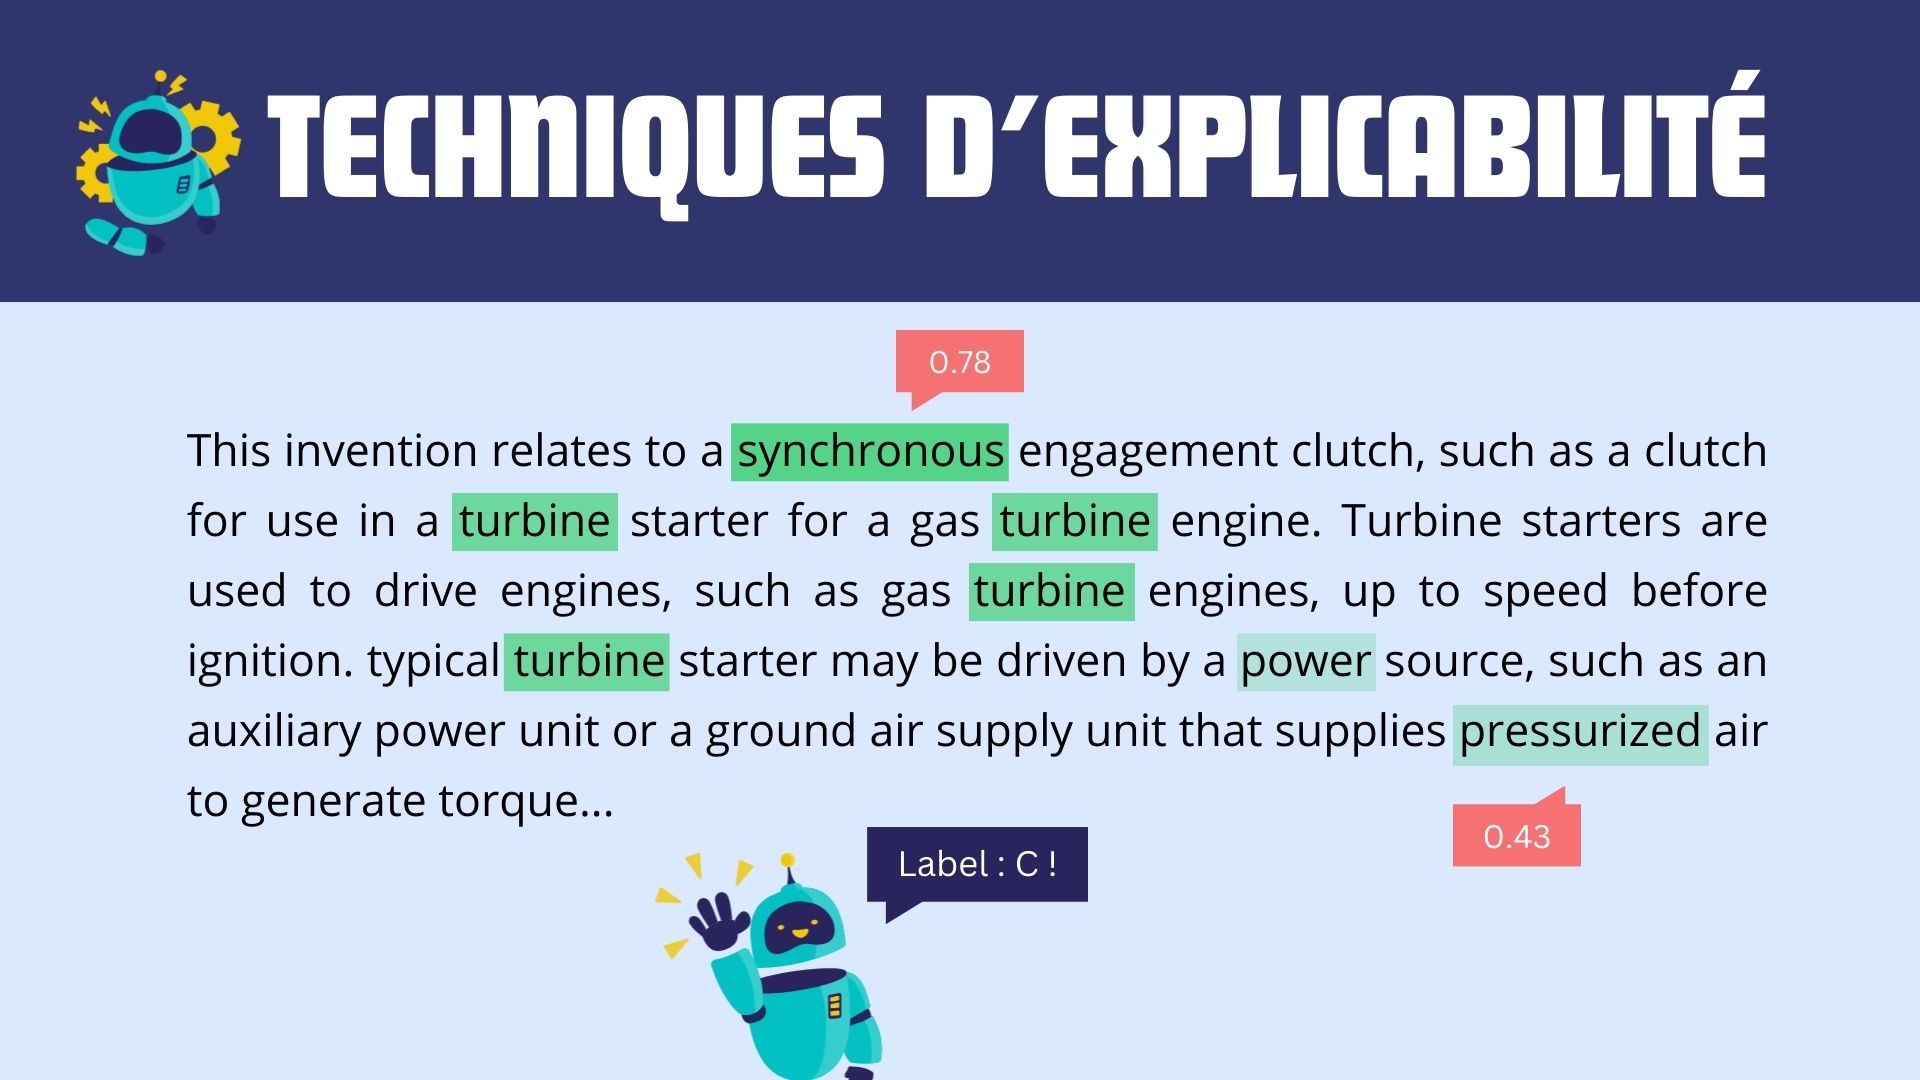 TECHNIQUES D’EXPLICABILITÉ
0.78
This invention relates to a synchronous engagement clutch, such as a clutch
for use in a turbine starter for a gas turbine engine. Turbine starters are
used to drive engines, such as gas turbine engines, up to speed before
ignition. typical turbine starter may be driven by a power source, such as an
auxiliary power unit or a ground air supply unit that supplies pressurized air
to generate torque...
0.43
Label : C !